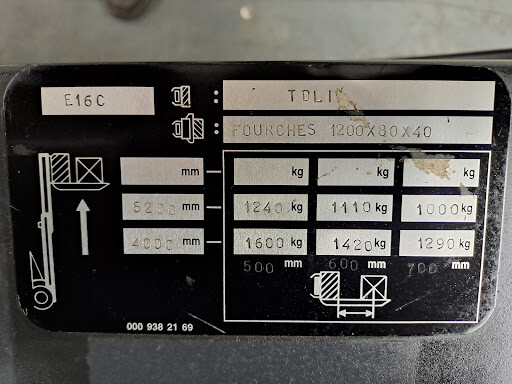 E16C : TDLI
: FOURCHES 1200X80X40
mm kg kg kg
5200 mm 1240 kg 1110 kg 1000 kg
4000 mm 1600 kg 1420 kg 1290 kg
500 mm 600 mm 700 mm
000 938 21 69